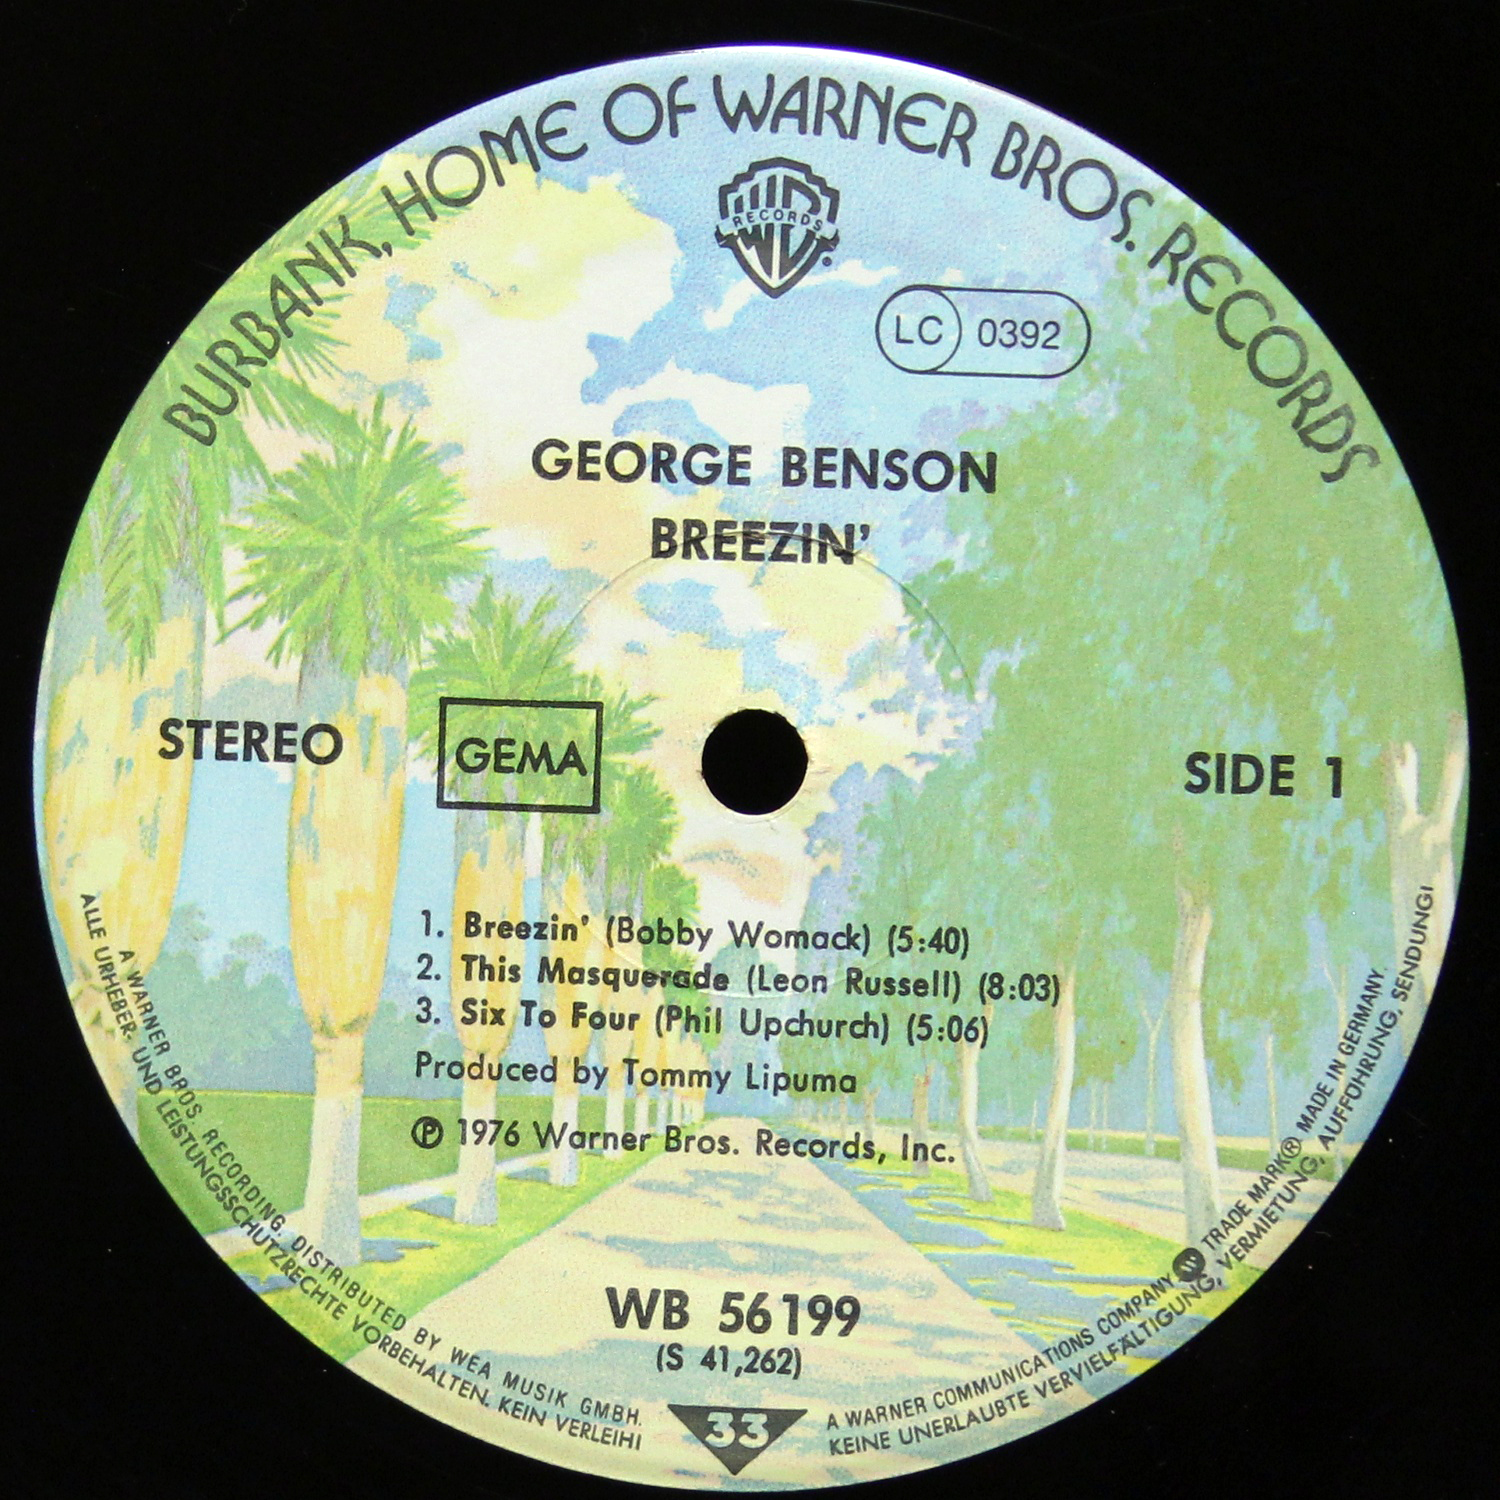 BURBANK, HOME OF WARNER BROS. RECORDS
RECORDS
LC 0392
GEORGE BENSON
BREEZIN'
STEREO
GEMA
SIDE 1
1. Breezin' (Bobby Womack) (5:40)
2. This Masquerade (Leon Russell) (8:03)
3. Six To Four (Phil Upchurch) (5:06)
Produced by Tommy Lipuma
℗ 1976 Warner Bros. Records, Inc.
WB 56 199
(S 41,262)
33
A WARNER BROS. RECORDING. DISTRIBUTED BY WEA MUSIK GMBH.
ALLE URHEBER- UND LEISTUNGSSCHUTZRECHTE VORBEHALTEN. KEIN VERLEIH!
A WARNER COMMUNICATIONS COMPANY TRADE MARK® MADE IN GERMANY.
KEINE UNERLAUBTE VERVIELFÄLTIGUNG, VERMIETUNG, AUFFÜHRUNG, SENDUNG!